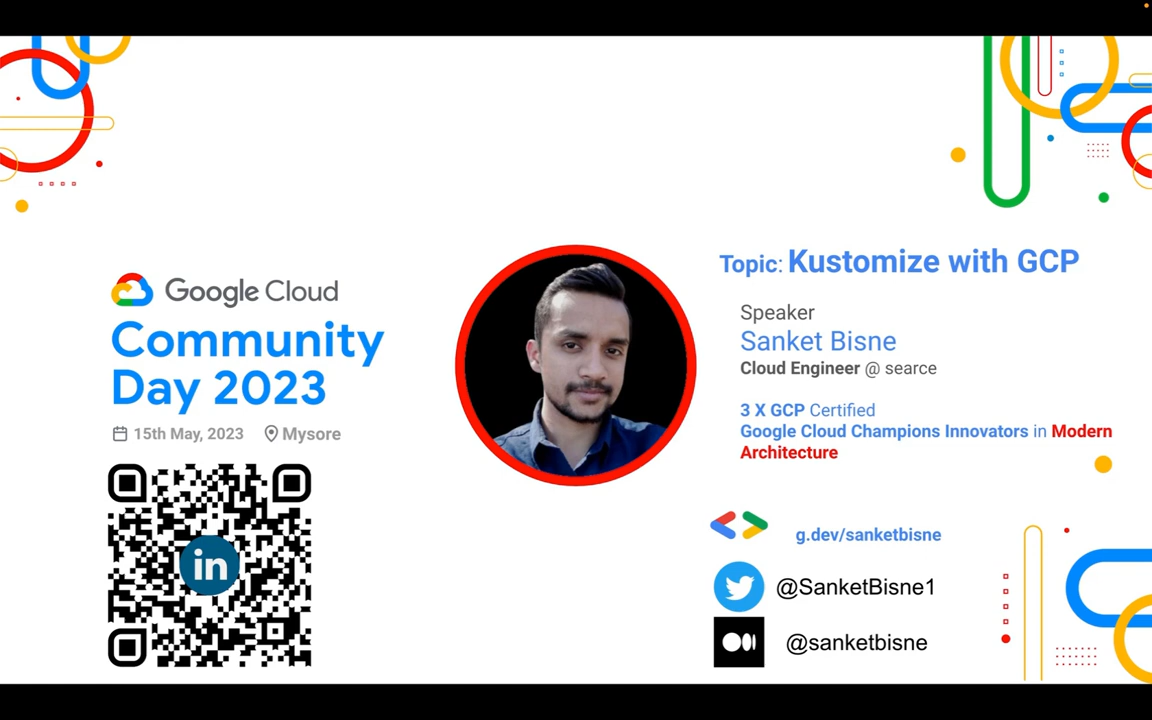 Google Cloud
Community
Day 2023
15th May, 2023 Mysore
in
Topic: Kustomize with GCP
Speaker
Sanket Bisne
Cloud Engineer @ searce
3 X GCP Certified
Google Cloud Champions Innovators in Modern
Architecture
g.dev/sanketbisne
@SanketBisne1
@sanketbisne